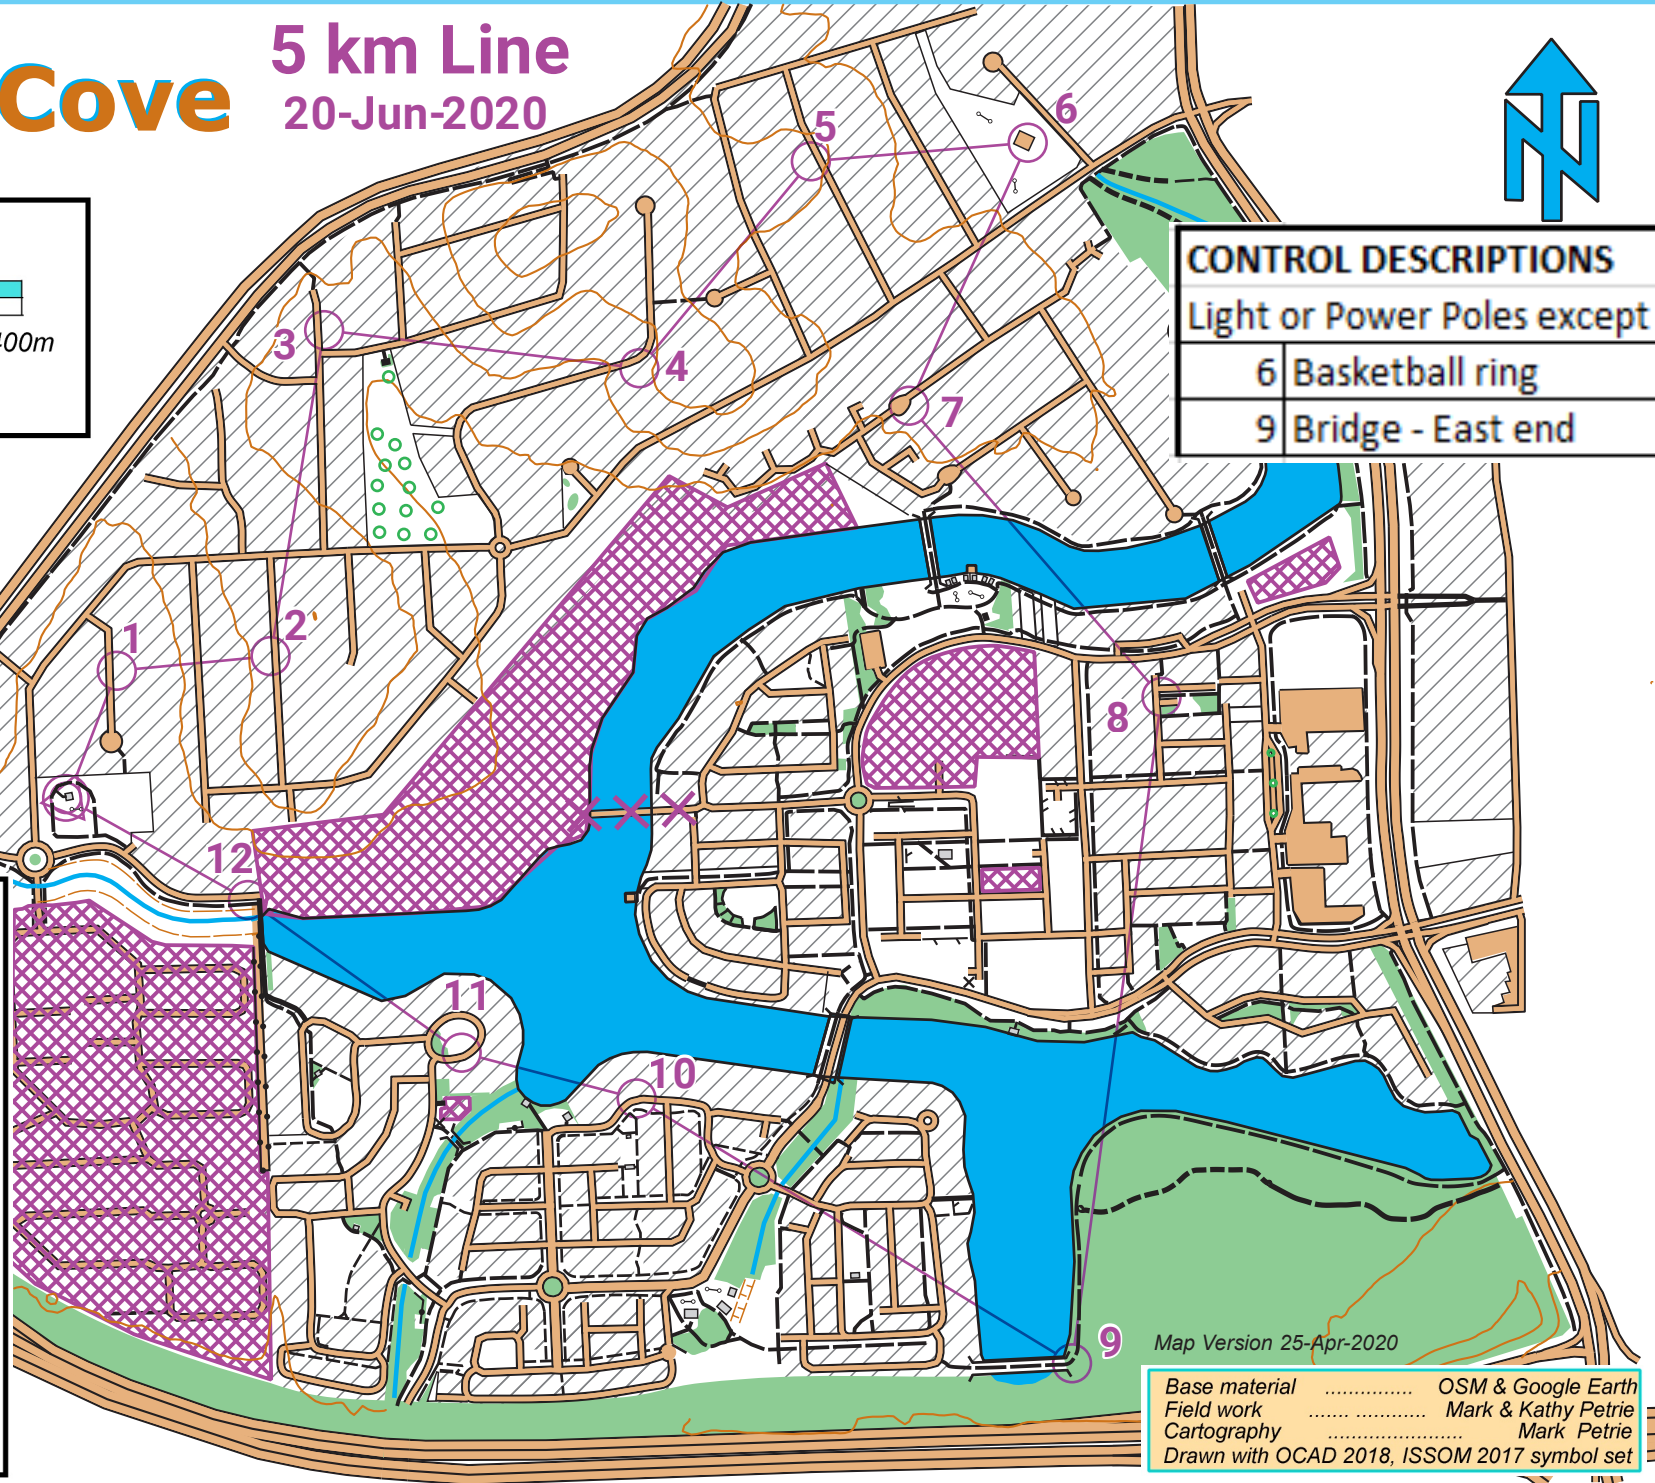 Cove
5 km Line
20-Jun-2020
00m
CONTROL DESCRIPTIONS
Light or Power Poles except
6 Basketball ring
9 Bridge - East end
1
2
3
4
5
6
7
8
9
10
11
12
N
Map Version 25-Apr-2020
Base material ............... OSM & Google Earth
Field work ....... ............ Mark & Kathy Petrie
Cartography ....................... Mark Petrie
Drawn with OCAD 2018, ISSOM 2017 symbol set